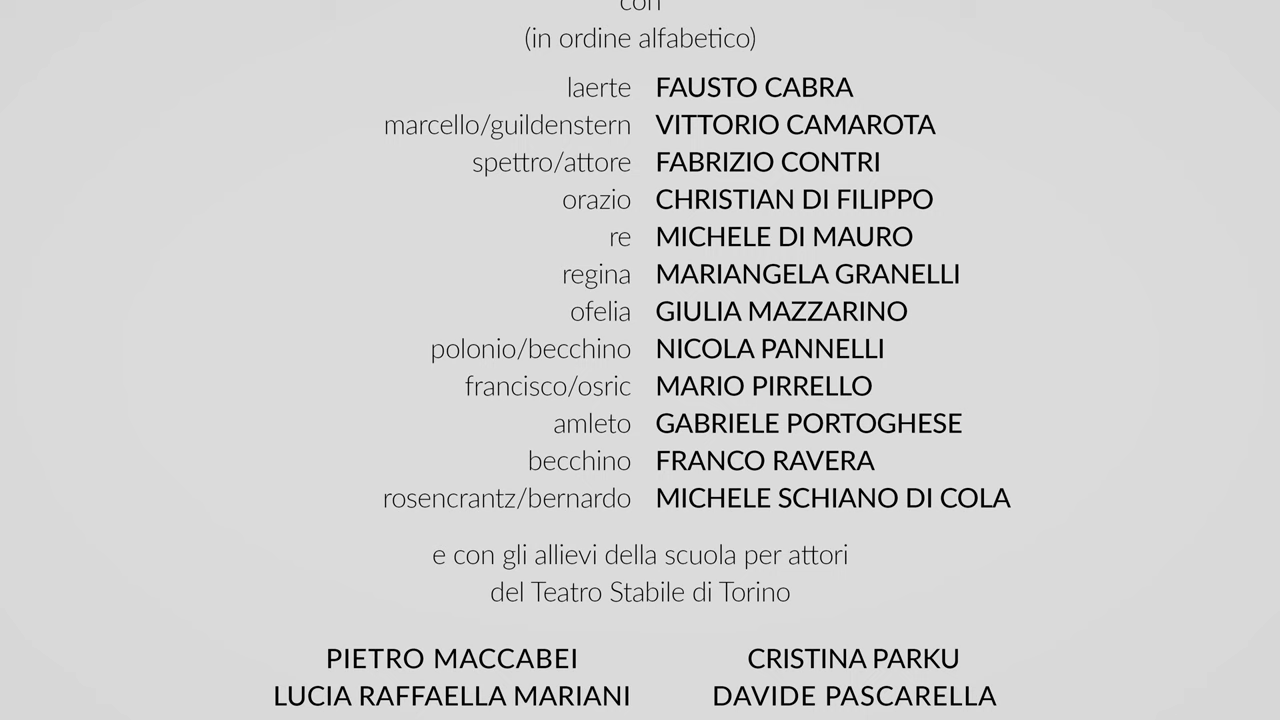 con
(in ordine alfabetico)
laerte FAUSTO CABRA
marcello/guildenstern VITTORIO CAMAROTA
spettro/attore FABRIZIO CONTRI
orazio CHRISTIAN DI FILIPPO
re MICHELE DI MAURO
regina MARIANGELA GRANELLI
ofelia GIULIA MAZZARINO
polonio/becchino NICOLA PANNELLI
francisco/osric MARIO PIRRELLO
amleto GABRIELE PORTOGHESE
becchino FRANCO RAVERA
rosencrantz/bernardo MICHELE SCHIANO DI COLA
e con gli allievi della scuola per attori
del Teatro Stabile di Torino
PIETRO MACCABEI CRISTINA PARKU
LUCIA RAFFAELLA MARIANI DAVIDE PASCARELLA